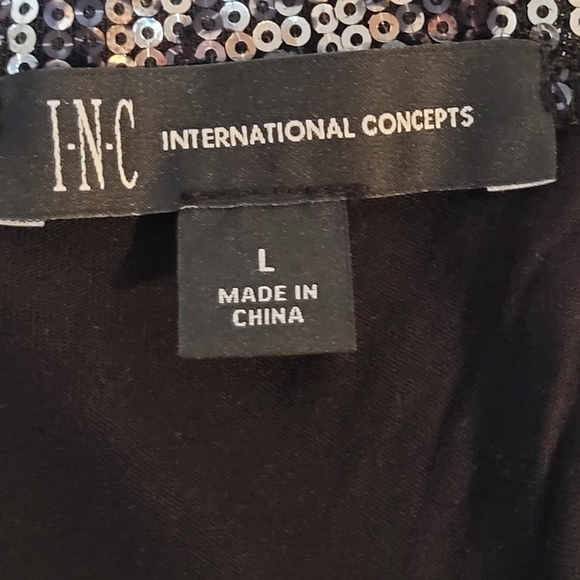 I·N·C INTERNATIONAL CONCEPTS
L
MADE IN
CHINA